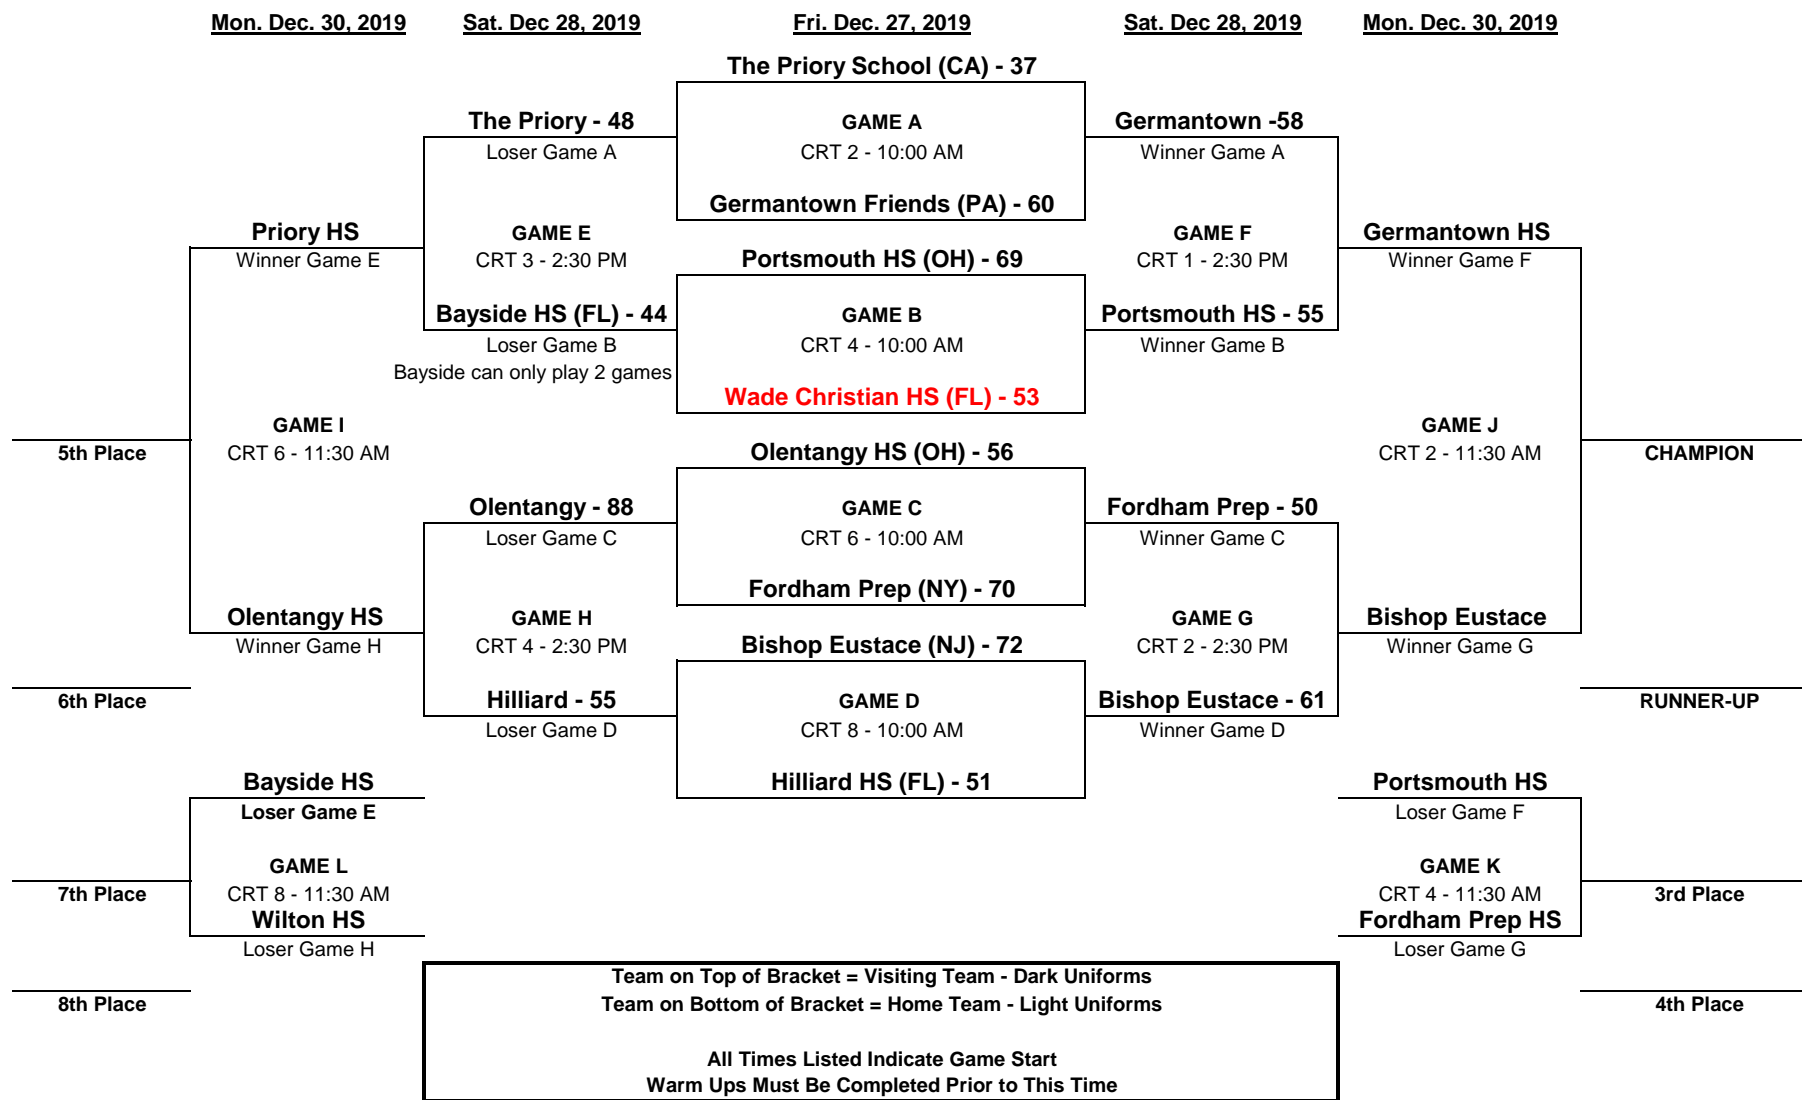 Mon. Dec. 30, 2019 Sat. Dec 28, 2019 Fri. Dec. 27, 2019 Sat. Dec 28, 2019 Mon. Dec. 30, 2019
The Priory School (CA) - 37
The Priory - 48 GAME A Germantown -58
Loser Game A CRT 2 - 10:00 AM Winner Game A
Germantown Friends (PA) - 60
Priory HS GAME E GAME F Germantown HS
Winner Game E CRT 3 - 2:30 PM Portsmouth HS (OH) - 69 CRT 1 - 2:30 PM Winner Game F
Bayside HS (FL) - 44 GAME B Portsmouth HS - 55
Loser Game B CRT 4 - 10:00 AM Winner Game B
Bayside can only play 2 games
Wade Christian HS (FL) - 53
GAME I GAME J
5th Place CRT 6 - 11:30 AM Olentangy HS (OH) - 56 CRT 2 - 11:30 AM CHAMPION
Olentangy - 88 GAME C Fordham Prep - 50
Loser Game C CRT 6 - 10:00 AM Winner Game C
Fordham Prep (NY) - 70
Olentangy HS GAME H GAME G Bishop Eustace
Winner Game H CRT 4 - 2:30 PM Bishop Eustace (NJ) - 72 CRT 2 - 2:30 PM Winner Game G
6th Place Hilliard - 55 GAME D Bishop Eustace - 61 RUNNER-UP
Loser Game D CRT 8 - 10:00 AM Winner Game D
Bayside HS Hilliard HS (FL) - 51 Portsmouth HS
Loser Game E Loser Game F
GAME L GAME K
7th Place CRT 8 - 11:30 AM CRT 4 - 11:30 AM 3rd Place
Wilton HS Fordham Prep HS
Loser Game H Loser Game G
Team on Top of Bracket = Visiting Team - Dark Uniforms
8th Place Team on Bottom of Bracket = Home Team - Light Uniforms 4th Place
All Times Listed Indicate Game Start
Warm Ups Must Be Completed Prior to This Time